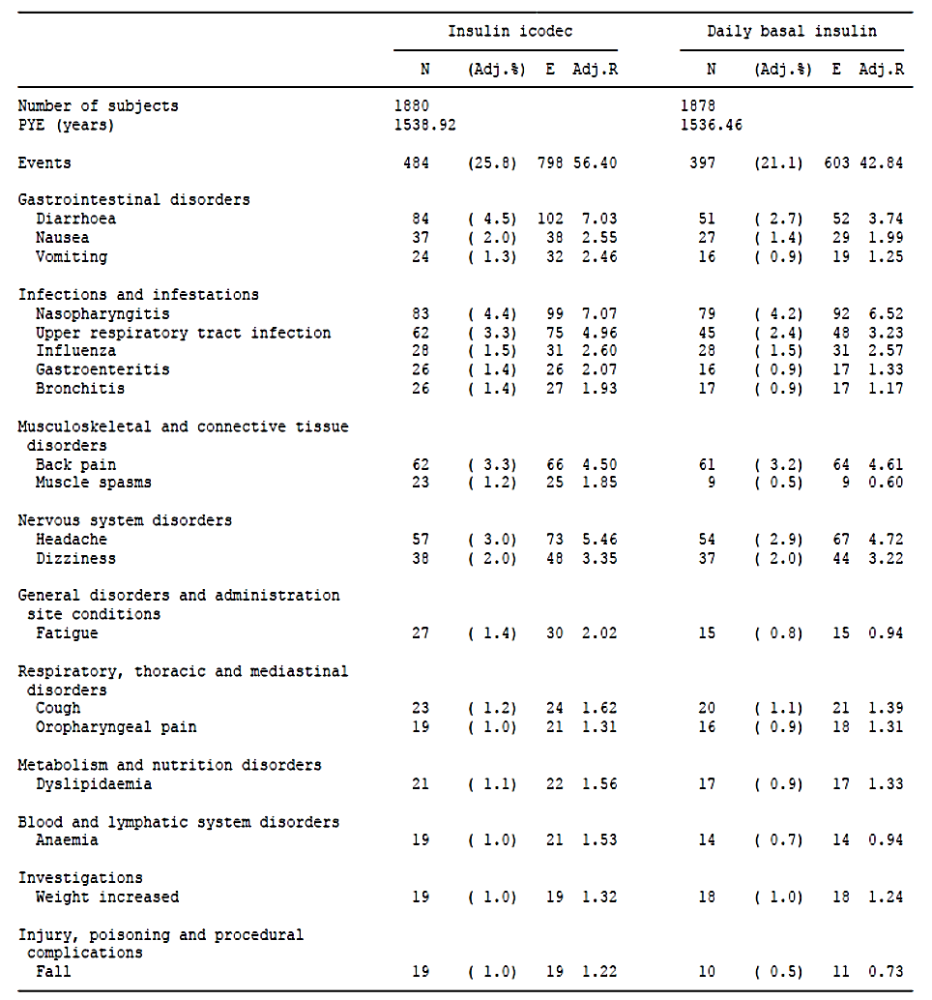 Insulin icodec Daily basal insulin
N (Adj.%) E Adj.R N (Adj.%) E Adj.R
Number of subjects 1880 1878
PYE (years) 1538.92 1536.46
Events 484 (25.8) 798 56.40 397 (21.1) 603 42.84
Gastrointestinal disorders
Diarrhoea 84 ( 4.5) 102 7.03 51 ( 2.7) 52 3.74
Nausea 37 ( 2.0) 38 2.55 27 ( 1.4) 29 1.99
Vomiting 24 ( 1.3) 32 2.46 16 ( 0.9) 19 1.25
Infections and infestations
Nasopharyngitis 83 ( 4.4) 99 7.07 79 ( 4.2) 92 6.52
Upper respiratory tract infection 62 ( 3.3) 75 4.96 45 ( 2.4) 48 3.23
Influenza 28 ( 1.5) 31 2.60 28 ( 1.5) 31 2.57
Gastroenteritis 26 ( 1.4) 26 2.07 16 ( 0.9) 17 1.33
Bronchitis 26 ( 1.4) 27 1.93 17 ( 0.9) 17 1.17
Musculoskeletal and connective tissue
disorders
Back pain 62 ( 3.3) 66 4.50 61 ( 3.2) 64 4.61
Muscle spasms 23 ( 1.2) 25 1.85 9 ( 0.5) 9 0.60
Nervous system disorders
Headache 57 ( 3.0) 73 5.46 54 ( 2.9) 67 4.72
Dizziness 38 ( 2.0) 48 3.35 37 ( 2.0) 44 3.22
General disorders and administration
site conditions
Fatigue 27 ( 1.4) 30 2.02 15 ( 0.8) 15 0.94
Respiratory, thoracic and mediastinal
disorders
Cough 23 ( 1.2) 24 1.62 20 ( 1.1) 21 1.39
Oropharyngeal pain 19 ( 1.0) 21 1.31 16 ( 0.9) 18 1.31
Metabolism and nutrition disorders
Dyslipidaemia 21 ( 1.1) 22 1.56 17 ( 0.9) 17 1.33
Blood and lymphatic system disorders
Anaemia 19 ( 1.0) 21 1.53 14 ( 0.7) 14 0.94
Investigations
Weight increased 19 ( 1.0) 19 1.32 18 ( 1.0) 18 1.24
Injury, poisoning and procedural
complications
Fall 19 ( 1.0) 19 1.22 10 ( 0.5) 11 0.73